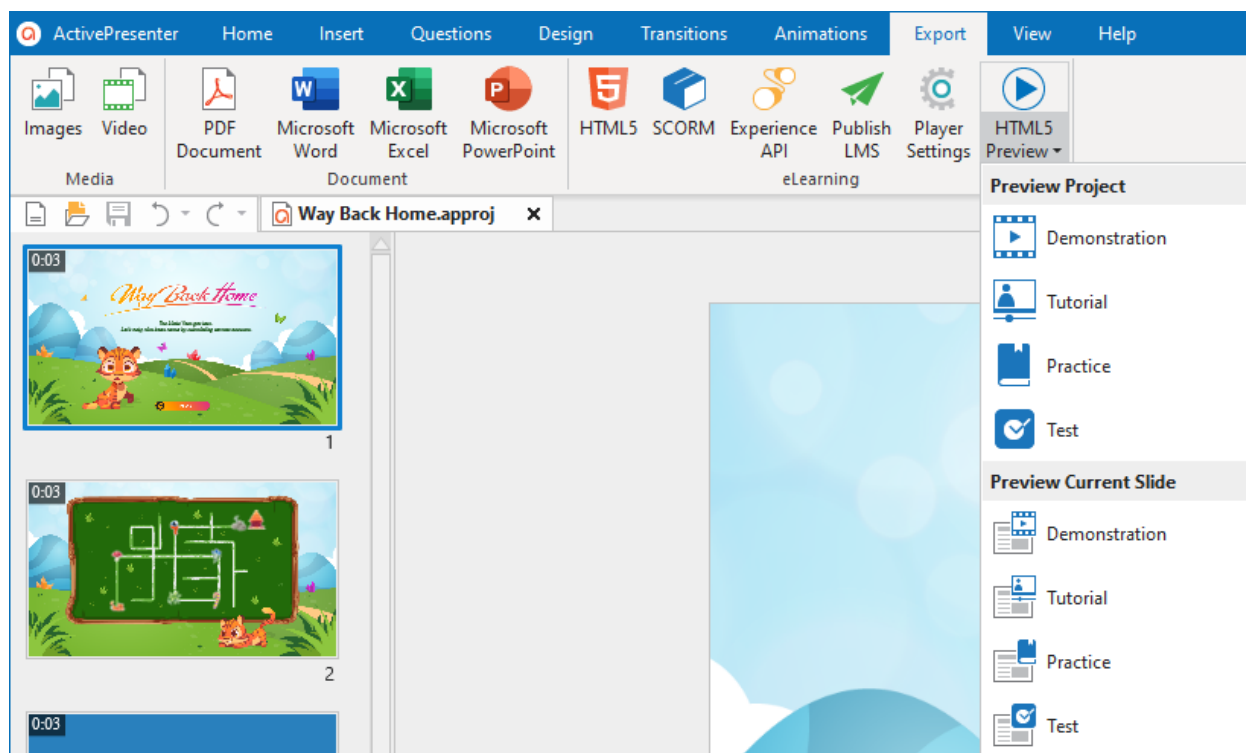 ActivePresenter Home Insert Questions Design Transitions Animations Export View Help
Images Video PDF Document Microsoft Word Microsoft Excel Microsoft PowerPoint HTML5 SCORM Experience API Publish LMS Player Settings HTML5 Preview
Media Document eLearning
Way Back Home.approj
Preview Project
Demonstration
Tutorial
Practice
Test
Preview Current Slide
Demonstration
Tutorial
Practice
Test
0:03
Way Back Home
1
0:03
2
0:03